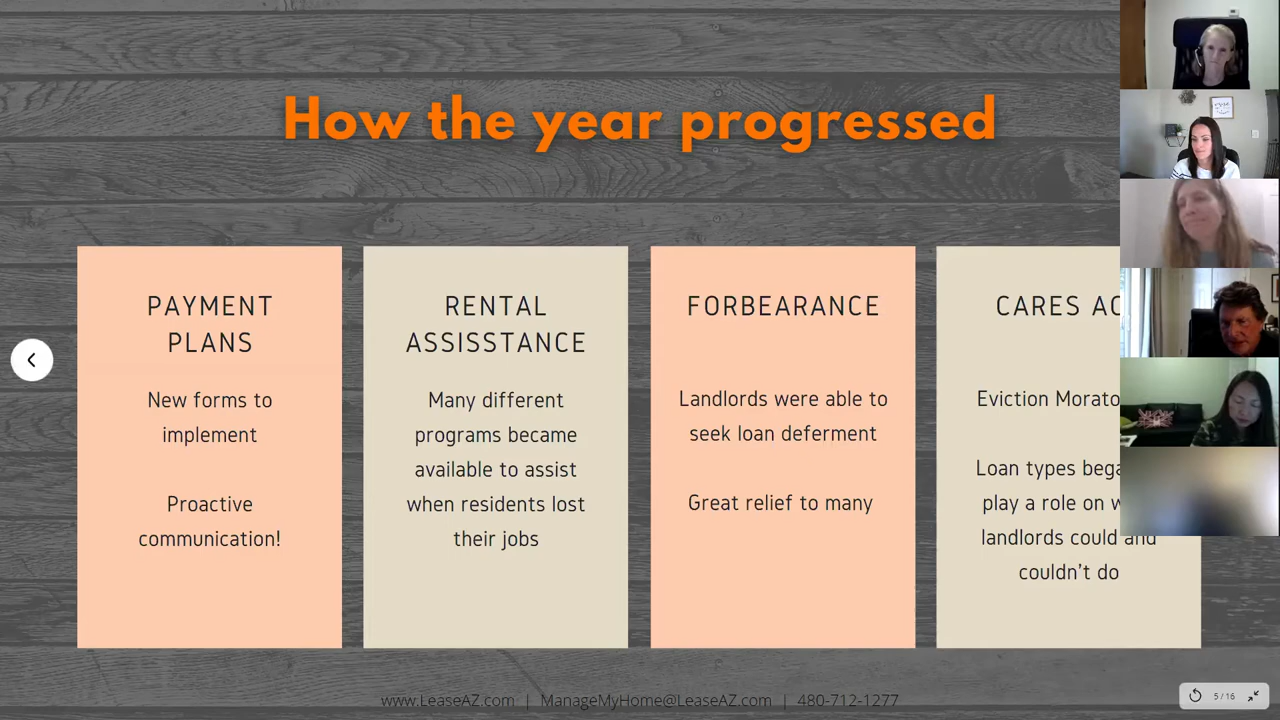 How the year progressed
PAYMENT
PLANS
New forms to
implement
Proactive
communication!
RENTAL
ASSISSTANCE
Many different
programs became
available to assist
when residents lost
their jobs
FORBEARANCE
Landlords were able to
seek loan deferment
Great relief to many
CARES AC
Eviction Morato
Loan types bega
play a role on w
landlords could and
couldn't do
www.LeaseAZ.com | ManageMyHome@LeaseAZ.com | 480-712-1277
5 / 16